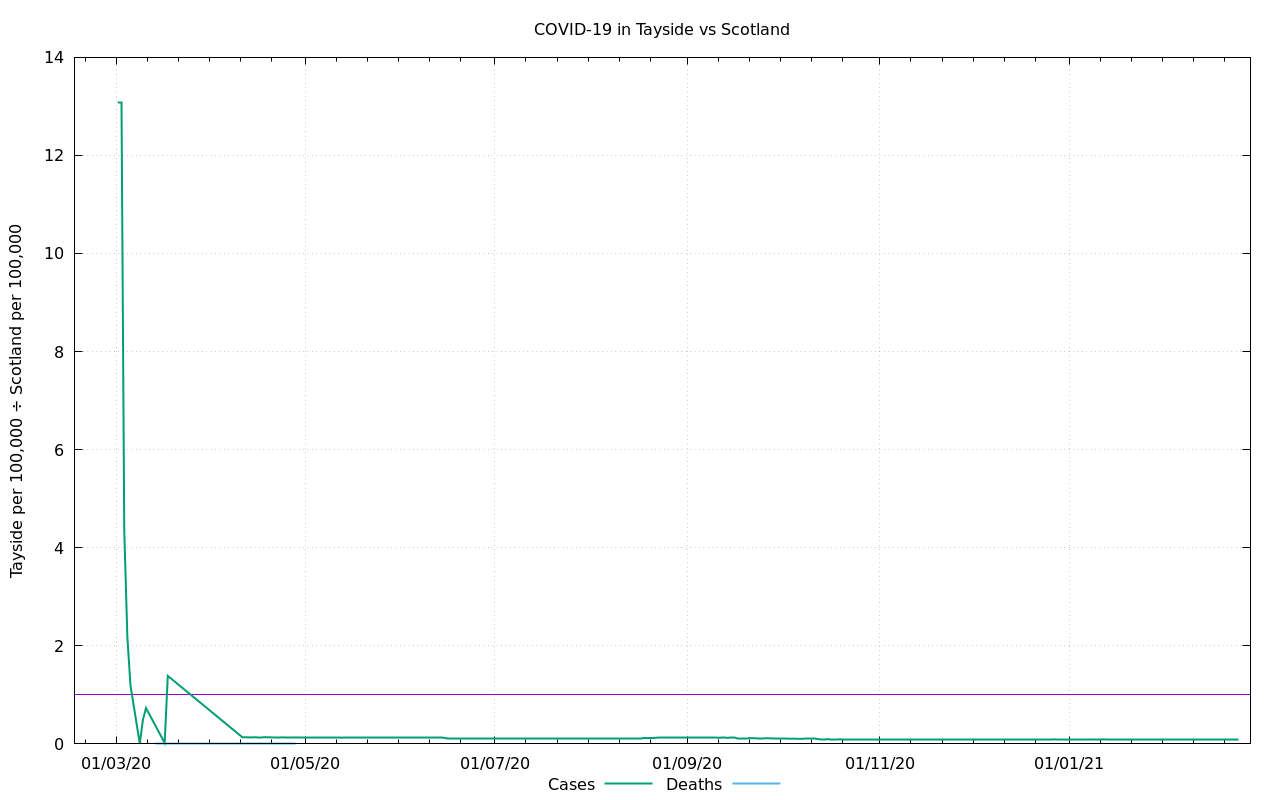 COVID-19 in Tayside vs Scotland
Tayside per 100,000 ÷ Scotland per 100,000
14
12
10
8
6
4
2
0
01/03/20 01/05/20 01/07/20 01/09/20 01/11/20 01/01/21
Cases Deaths